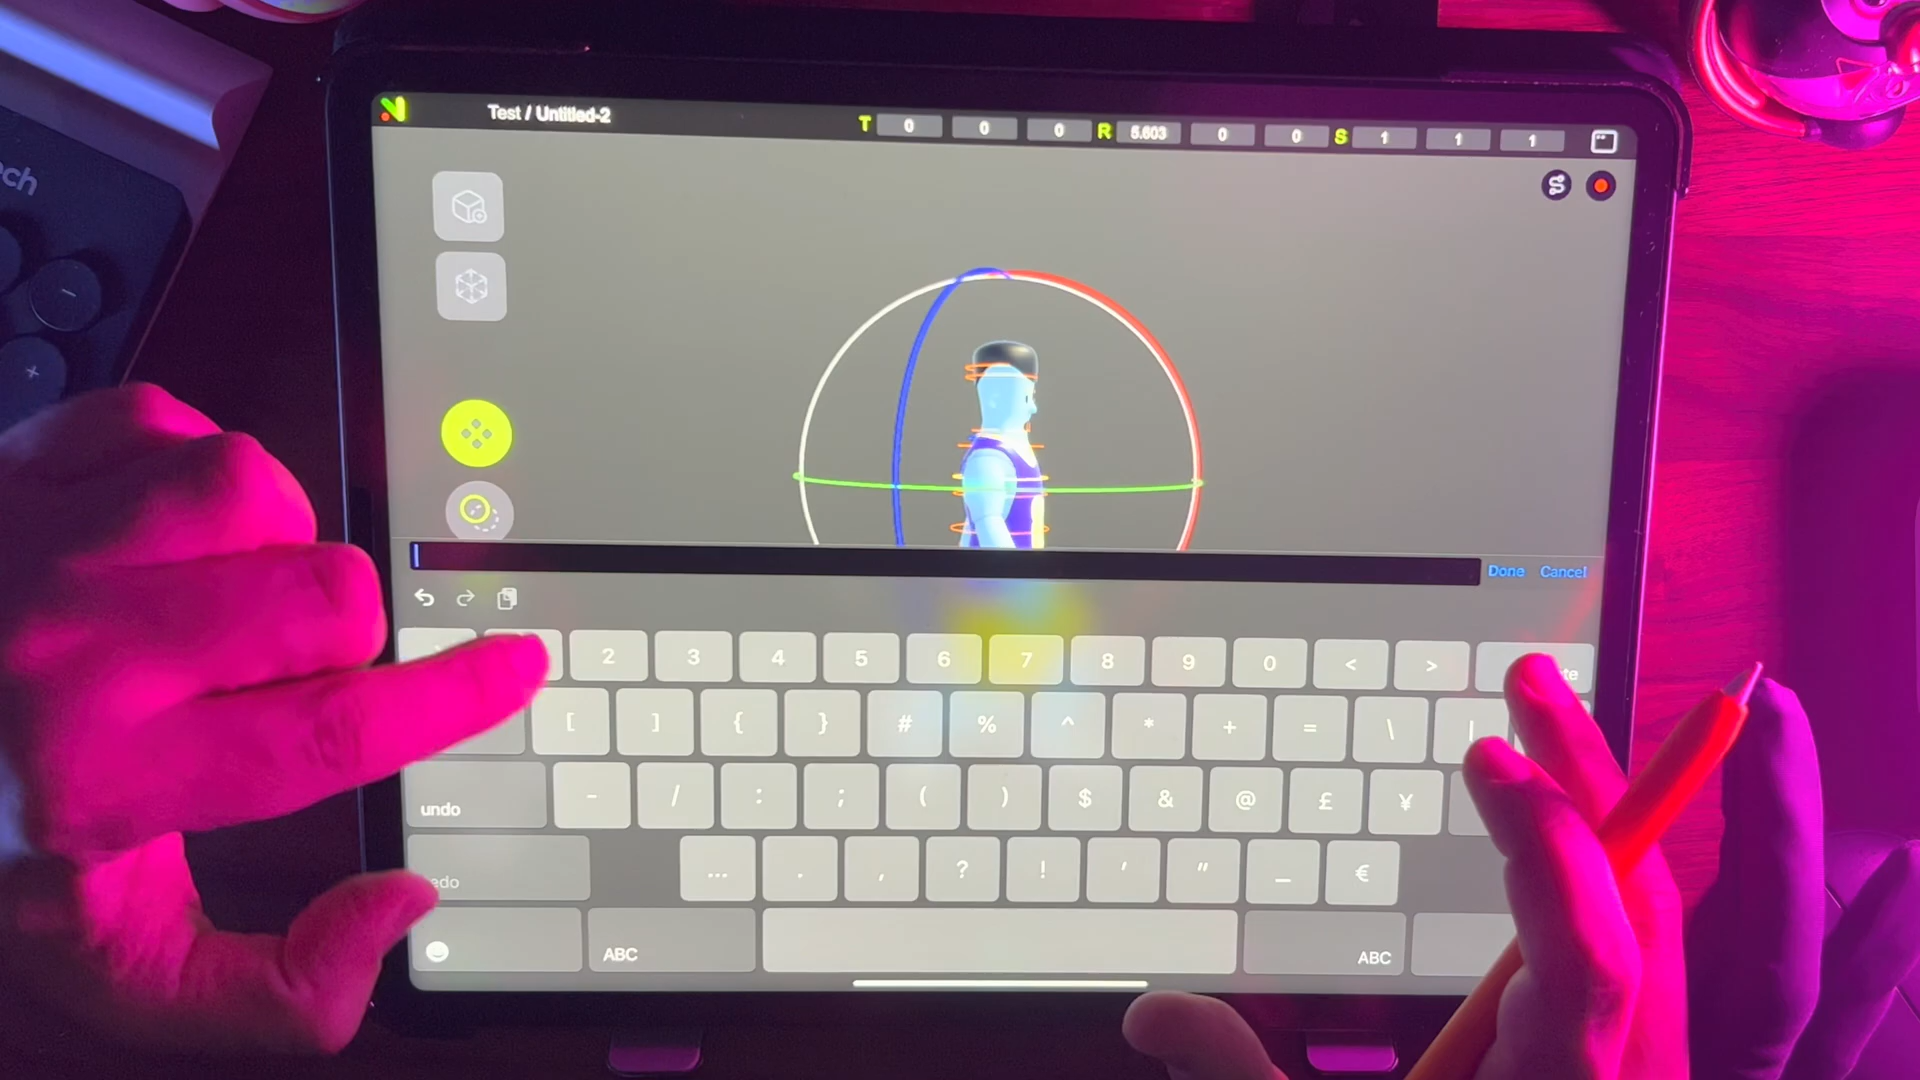 Test / Untitled-2
T 0 0 0 R 5.603 0 0 S 1 1 1
ech
Done Cancel
2 3 4 5 6 7 8 9 0 < >
[ ] { } # % ^ * + = \ |
undo - / : ; ( ) $ & @ £ ¥
... . , ? ! ' " _ €
ABC ABC